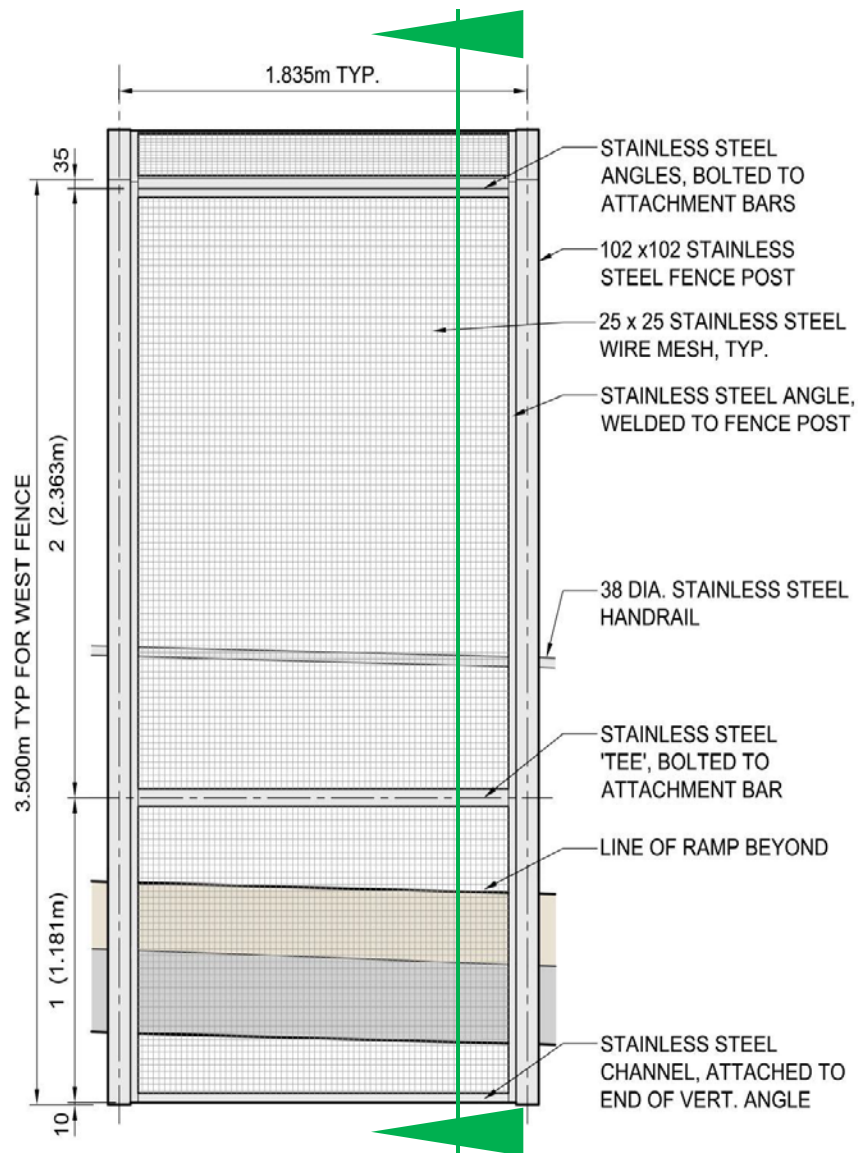 1.835m TYP.
35
2 (2.363m)
3.500m TYP FOR WEST FENCE
1 (1.181m)
10
STAINLESS STEEL
ANGLES, BOLTED TO
ATTACHMENT BARS
102 x102 STAINLESS
STEEL FENCE POST
25 x 25 STAINLESS STEEL
WIRE MESH, TYP.
STAINLESS STEEL ANGLE,
WELDED TO FENCE POST
38 DIA. STAINLESS STEEL
HANDRAIL
STAINLESS STEEL
'TEE', BOLTED TO
ATTACHMENT BAR
LINE OF RAMP BEYOND
STAINLESS STEEL
CHANNEL, ATTACHED TO
END OF VERT. ANGLE